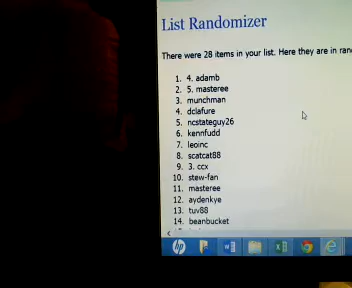 List Randomizer
There were 28 items in your list. Here they are in ran
1. 4. adamb
2. 5. masteree
3. munchman
4. dclafure
5. ncstateguy26
6. kennfudd
7. leoinc
8. scatcat88
9. 3. ccx
10. stew-fan
11. masteree
12. aydenkye
13. tuv88
14. beanbucket
hp